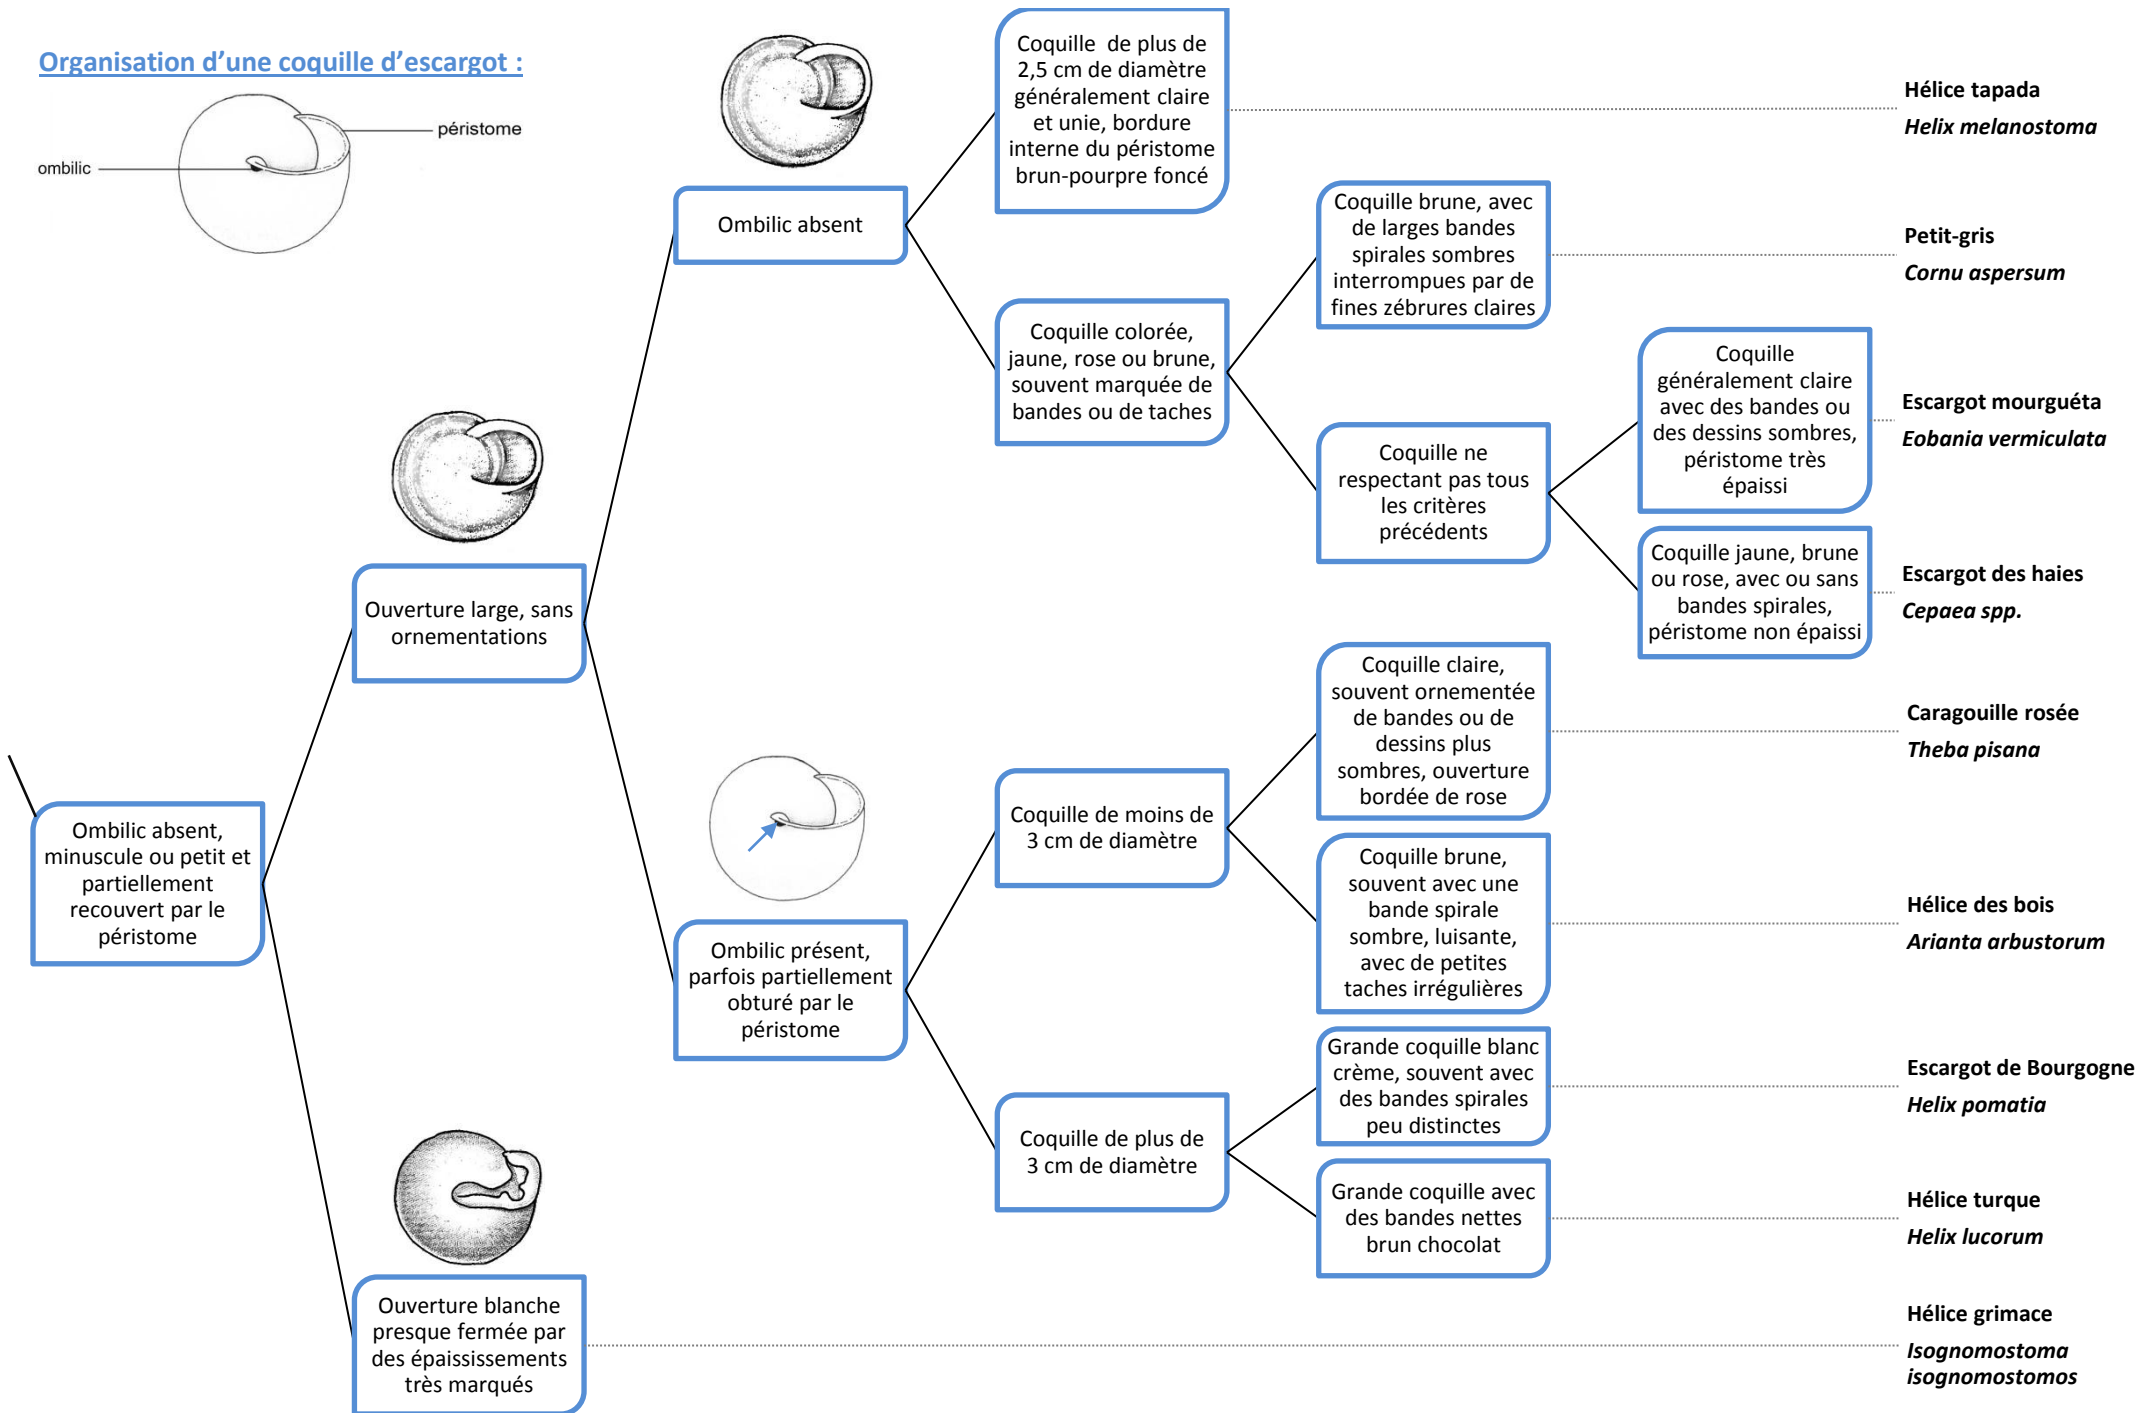 Organisation d'une coquille d'escargot :
péristome
ombilic
Ombilic absent,
minuscule ou petit et
partiellement
recouvert par le
péristome
Ouverture large, sans
ornementations
Ombilic absent
Coquille de plus de
2,5 cm de diamètre
généralement claire
et unie, bordure
interne du péristome
brun-pourpre foncé
Hélice tapada
Helix melanostoma
Coquille colorée,
jaune, rose ou brune,
souvent marquée de
bandes ou de taches
Coquille brune, avec
de larges bandes
spirales sombres
interrompues par de
fines zébrures claires
Petit-gris
Cornu aspersum
Coquille ne
respectant pas tous
les critères
précédents
Coquille
généralement claire
avec des bandes ou
des dessins sombres,
péristome très
épaissi
Escargot mourguéta
Eobania vermiculata
Coquille jaune, brune
ou rose, avec ou sans
bandes spirales,
péristome non épaissi
Escargot des haies
Cepaea spp.
Ombilic présent,
parfois partiellement
obturé par le
péristome
Coquille de moins de
3 cm de diamètre
Coquille claire,
souvent ornementée
de bandes ou de
dessins plus
sombres, ouverture
bordée de rose
Caragouille rosée
Theba pisana
Coquille brune,
souvent avec une
bande spirale
sombre, luisante,
avec de petites
taches irrégulières
Hélice des bois
Arianta arbustorum
Coquille de plus de
3 cm de diamètre
Grande coquille blanc
crème, souvent avec
des bandes spirales
peu distinctes
Escargot de Bourgogne
Helix pomatia
Grande coquille avec
des bandes nettes
brun chocolat
Hélice turque
Helix lucorum
Ouverture blanche
presque fermée par
des épaississements
très marqués
Hélice grimace
Isognomostoma
isognomostomos